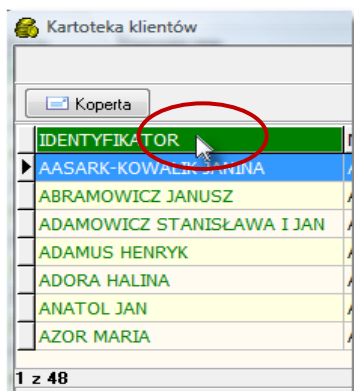 Kartoteka klientów
Koperta
IDENTYFIKATOR
AASARK-KOWALIK JANINA
ABRAMOWICZ JANUSZ
ADAMOWICZ STANISŁAWA I JAN
ADAMUS HENRYK
ADORA HALINA
ANATOL JAN
AZOR MARIA
1 z 48